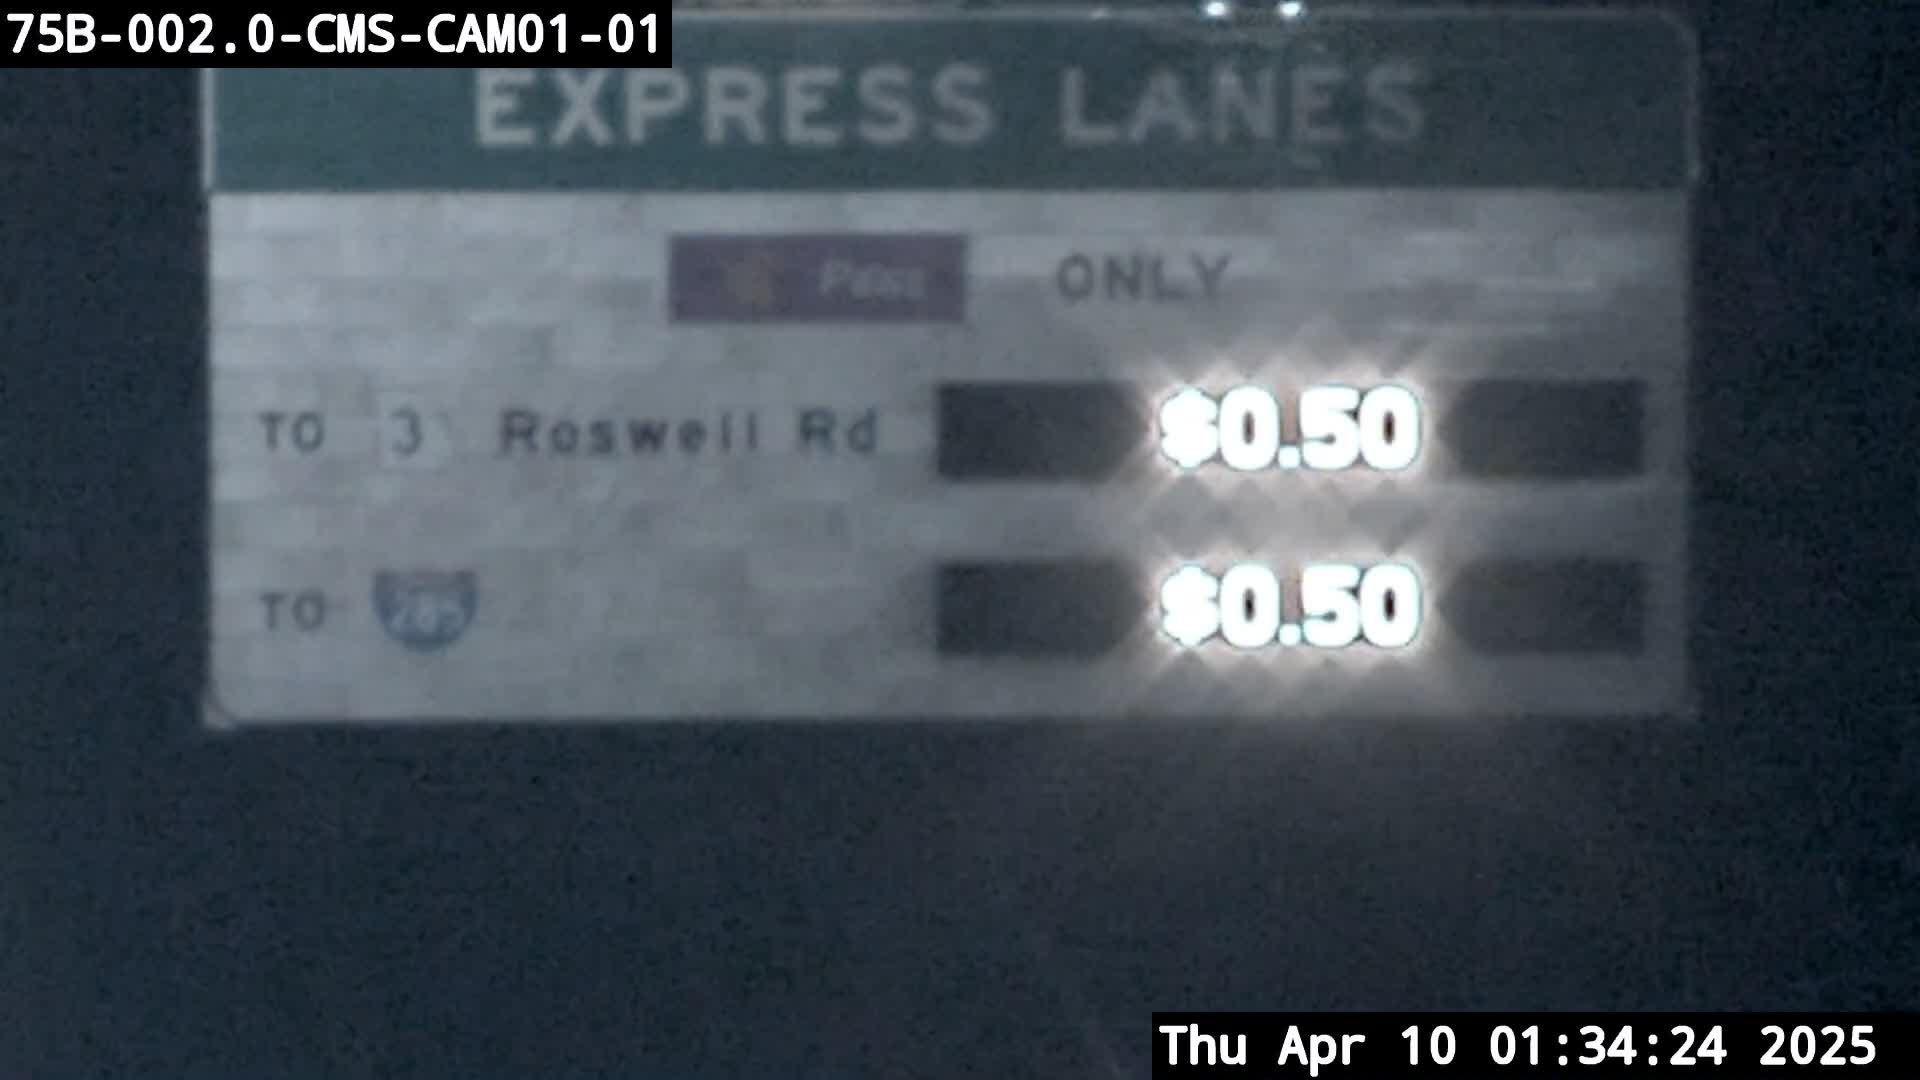 75B-002.0-CMS-CAM01-01
EXPRESS LANES
ONLY
TO 3 Roswell Rd $0.50
TO 285 $0.50
Thu Apr 10 01:34:24 2025